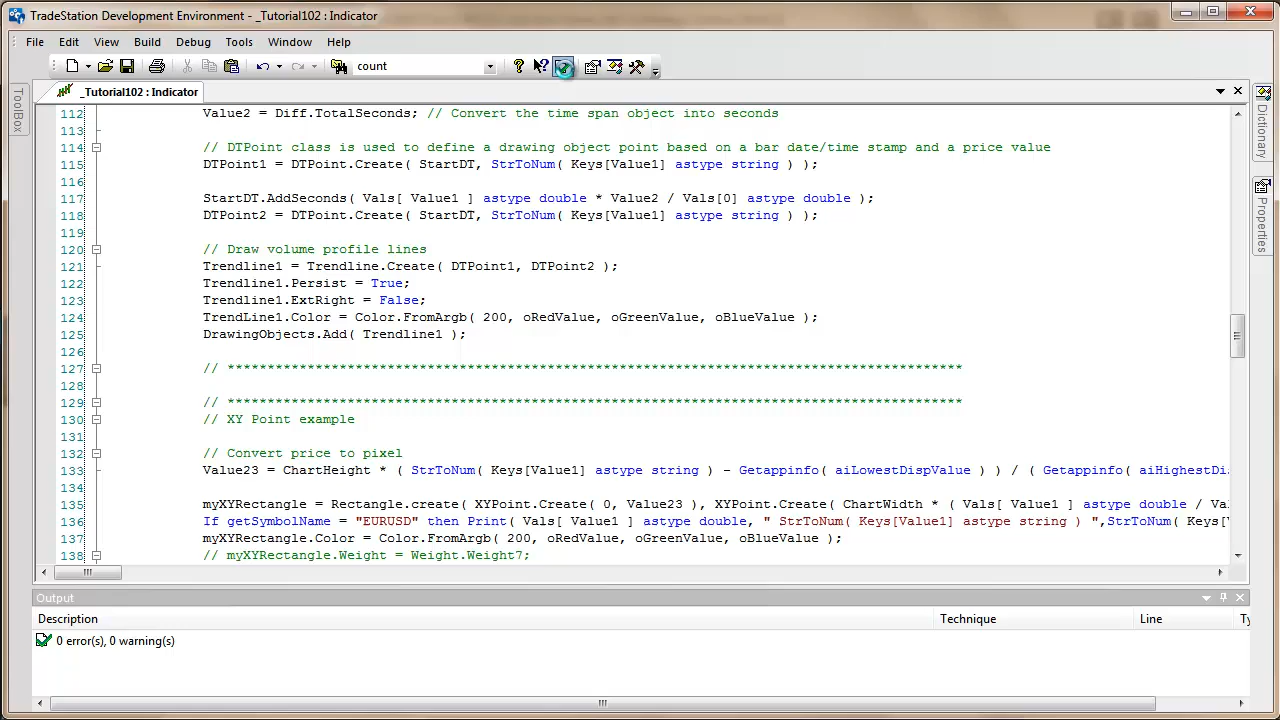 TradeStation Development Environment - _Tutorial102 : Indicator
File Edit View Build Debug Tools Window Help
count
ToolBox
_Tutorial102 : Indicator
112 Value2 = Diff.TotalSeconds; // Convert the time span object into seconds
113
114 // DTPoint class is used to define a drawing object point based on a bar date/time stamp and a price value
115 DTPoint1 = DTPoint.Create( StartDT, StrToNum( Keys[Value1] astype string ) );
116
117 StartDT.AddSeconds( Vals[ Value1 ] astype double * Value2 / Vals[0] astype double );
118 DTPoint2 = DTPoint.Create( StartDT, StrToNum( Keys[Value1] astype string ) );
119
120 // Draw volume profile lines
121 Trendline1 = Trendline.Create( DTPoint1, DTPoint2 );
122 Trendline1.Persist = True;
123 Trendline1.ExtRight = False;
124 TrendLine1.Color = Color.FromArgb( 200, oRedValue, oGreenValue, oBlueValue );
125 DrawingObjects.Add( Trendline1 );
126
127 // ********************************************************************************************
128
129 // ********************************************************************************************
130 // XY Point example
131
132 // Convert price to pixel
133 Value23 = ChartHeight * ( StrToNum( Keys[Value1] astype string ) - Getappinfo( aiLowestDispValue ) ) / ( Getappinfo( aiHighestDi
134
135 myXYRectangle = Rectangle.create( XYPoint.Create( 0, Value23 ), XYPoint.Create( ChartWidth * ( Vals[ Value1 ] astype double / Va
136 If getSymbolName = "EURUSD" then Print( Vals[ Value1 ] astype double, " StrToNum( Keys[Value1] astype string ) ",StrToNum( Keys[
137 myXYRectangle.Color = Color.FromArgb( 200, oRedValue, oGreenValue, oBlueValue );
138 // myXYRectangle.Weight = Weight.Weight7;
Dictionary
Properties
Output
Description Technique Line Ty
0 error(s), 0 warning(s)